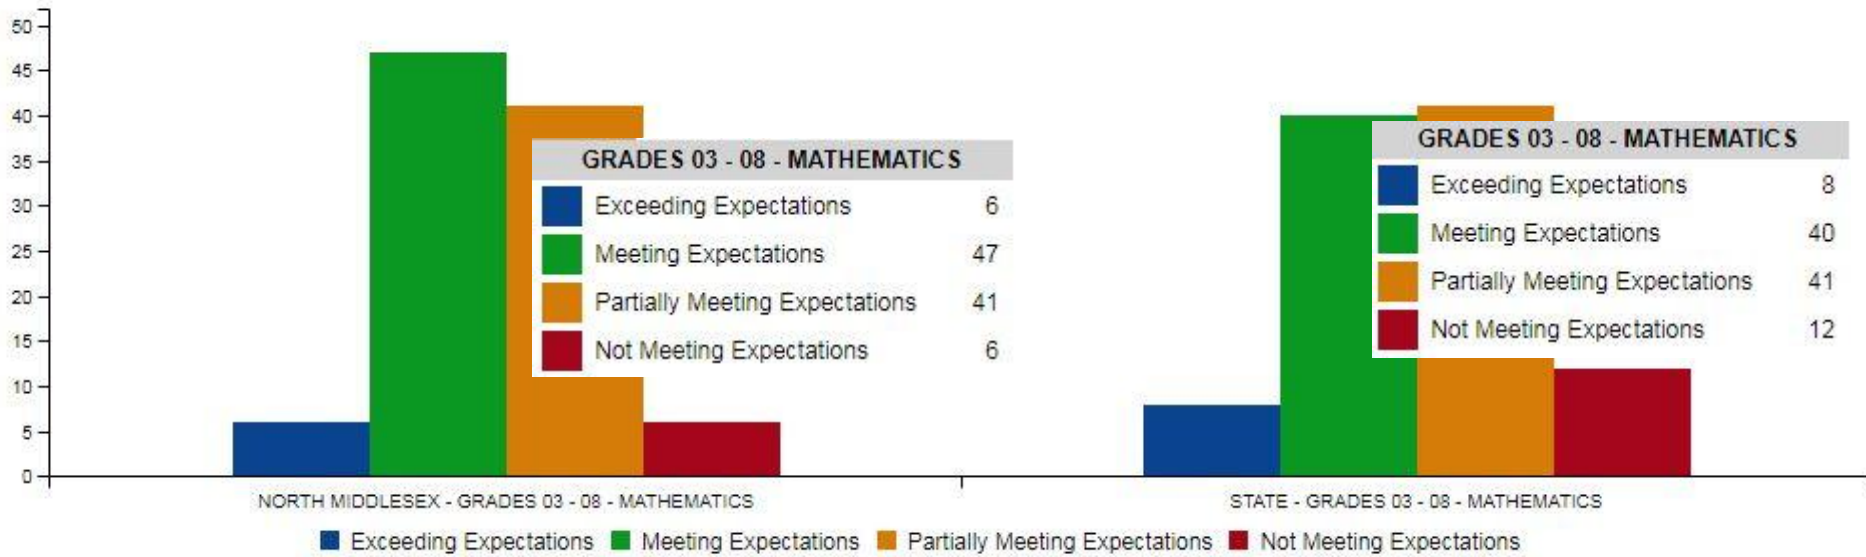 50
45
40
35
30
25
20
15
10
5
0
GRADES 03 - 08 - MATHEMATICS
Exceeding Expectations 6
Meeting Expectations 47
Partially Meeting Expectations 41
Not Meeting Expectations 6
GRADES 03 - 08 - MATHEMATICS
Exceeding Expectations 8
Meeting Expectations 40
Partially Meeting Expectations 41
Not Meeting Expectations 12
NORTH MIDDLESEX - GRADES 03 - 08 - MATHEMATICS
STATE - GRADES 03 - 08 - MATHEMATICS
Exceeding Expectations Meeting Expectations Partially Meeting Expectations Not Meeting Expectations